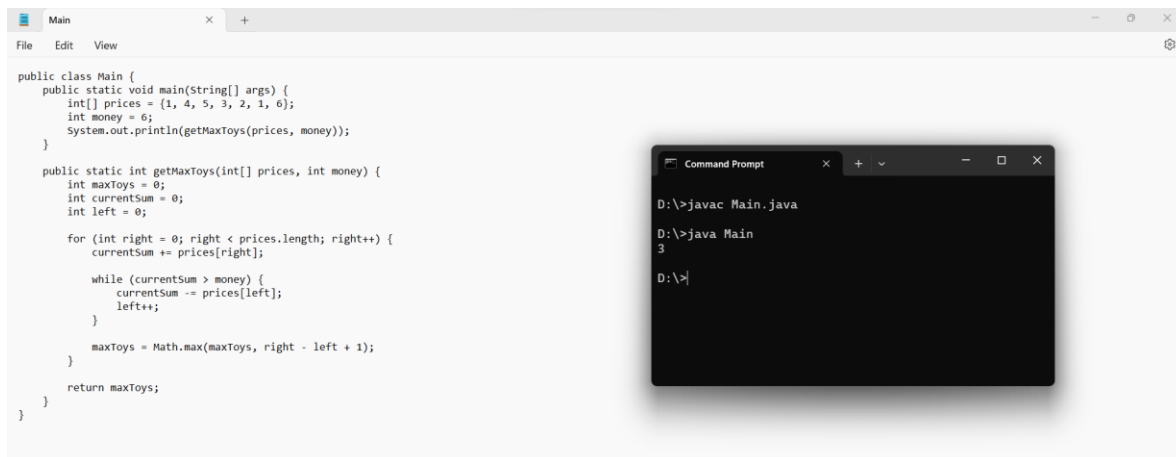 Main
File Edit View
public class Main {
    public static void main(String[] args) {
        int[] prices = {1, 4, 5, 3, 2, 1, 6};
        int money = 6;
        System.out.println(getMaxToys(prices, money));
    }

    public static int getMaxToys(int[] prices, int money) {
        int maxToys = 0;
        int currentSum = 0;
        int left = 0;

        for (int right = 0; right < prices.length; right++) {
            currentSum += prices[right];

            while (currentSum > money) {
                currentSum -= prices[left];
                left++;
            }

            maxToys = Math.max(maxToys, right - left + 1);
        }

        return maxToys;
    }
}
Command Prompt
D:\>javac Main.java
D:\>java Main
3
D:\>